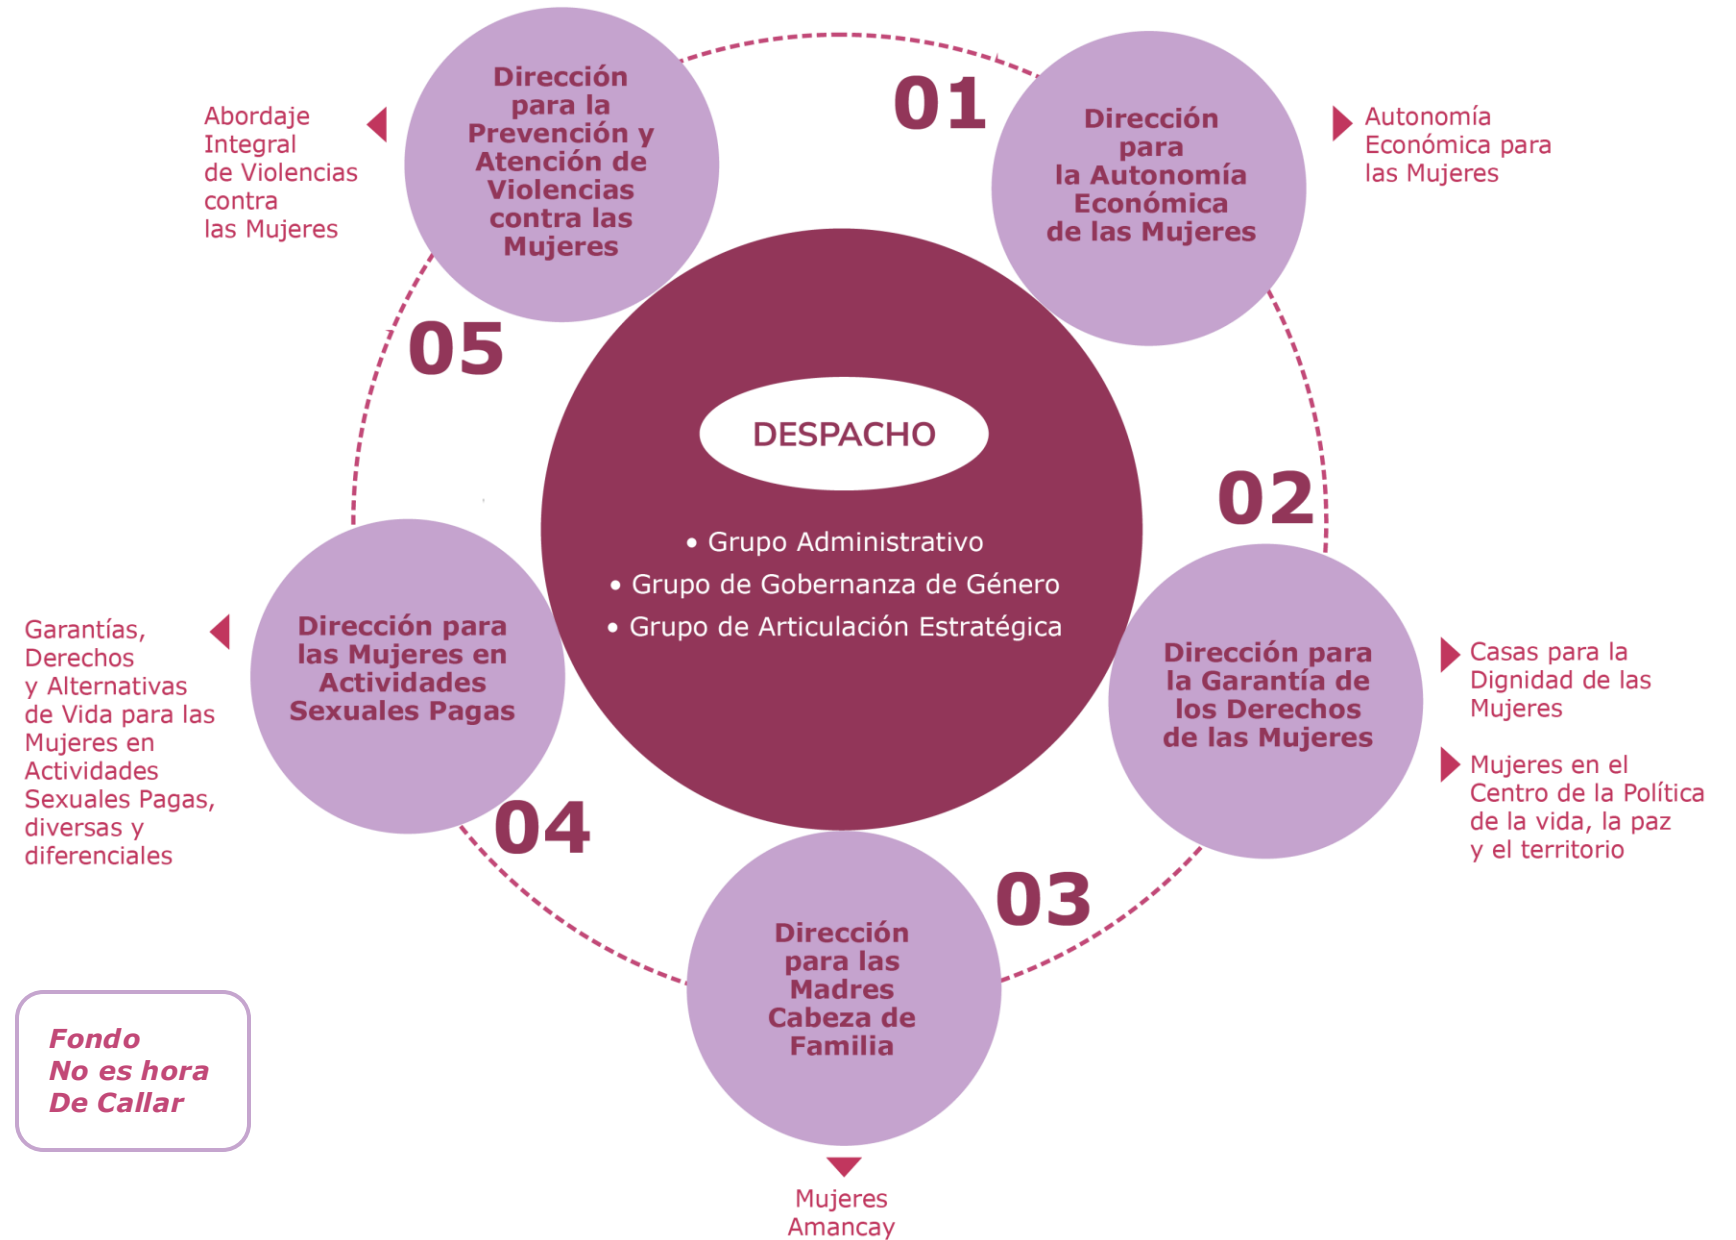 01
Dirección
para
la Autonomía
Económica
de las Mujeres
Autonomía
Económica para
las Mujeres
02
Dirección para
la Garantía de
los Derechos
de las Mujeres
Casas para la
Dignidad de las
Mujeres
Mujeres en el
Centro de la Política
de la vida, la paz
y el territorio
03
Dirección
para las
Madres
Cabeza de
Familia
Mujeres
Amancay
04
Dirección para
las Mujeres en
Actividades
Sexuales Pagas
Garantías,
Derechos
y Alternativas
de Vida para las
Mujeres en
Actividades
Sexuales Pagas,
diversas y
diferenciales
05
Dirección
para la
Prevención y
Atención de
Violencias
contra las
Mujeres
Abordaje
Integral
de Violencias
contra
las Mujeres
DESPACHO
• Grupo Administrativo
• Grupo de Gobernanza de Género
• Grupo de Articulación Estratégica
Fondo
No es hora
De Callar